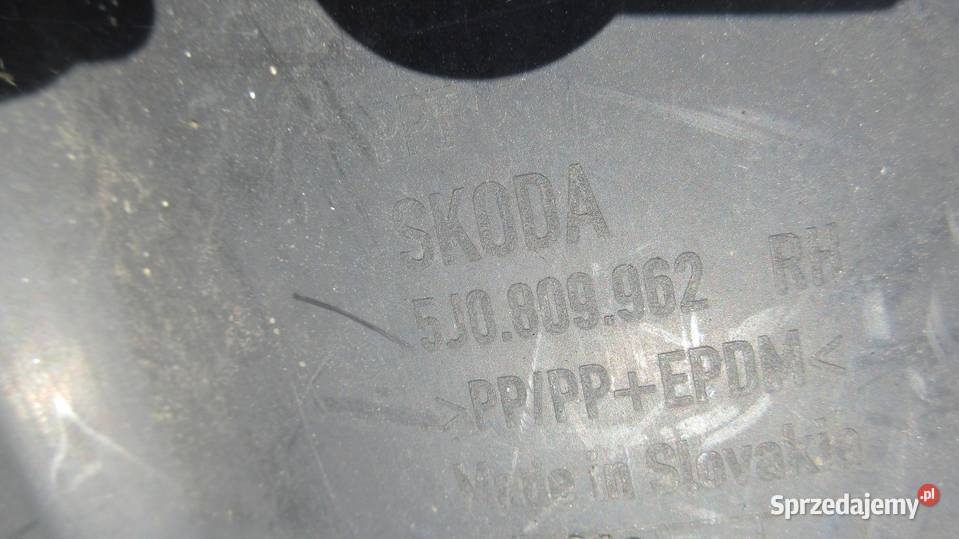 SKODA
5J0.809.962 RH
>PP/PP+EPDM<
Made in Slovakia
Sprzedajemy.pl